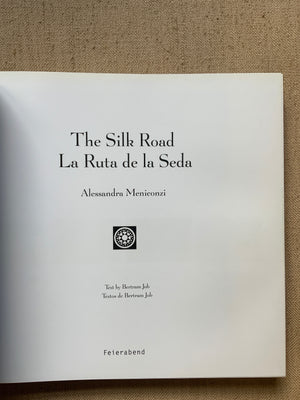 The Silk Road
La Ruta de la Seda
Alessandra Meniconzi
Text by Bertram Job
Textos de Bertram Job
Feierabend